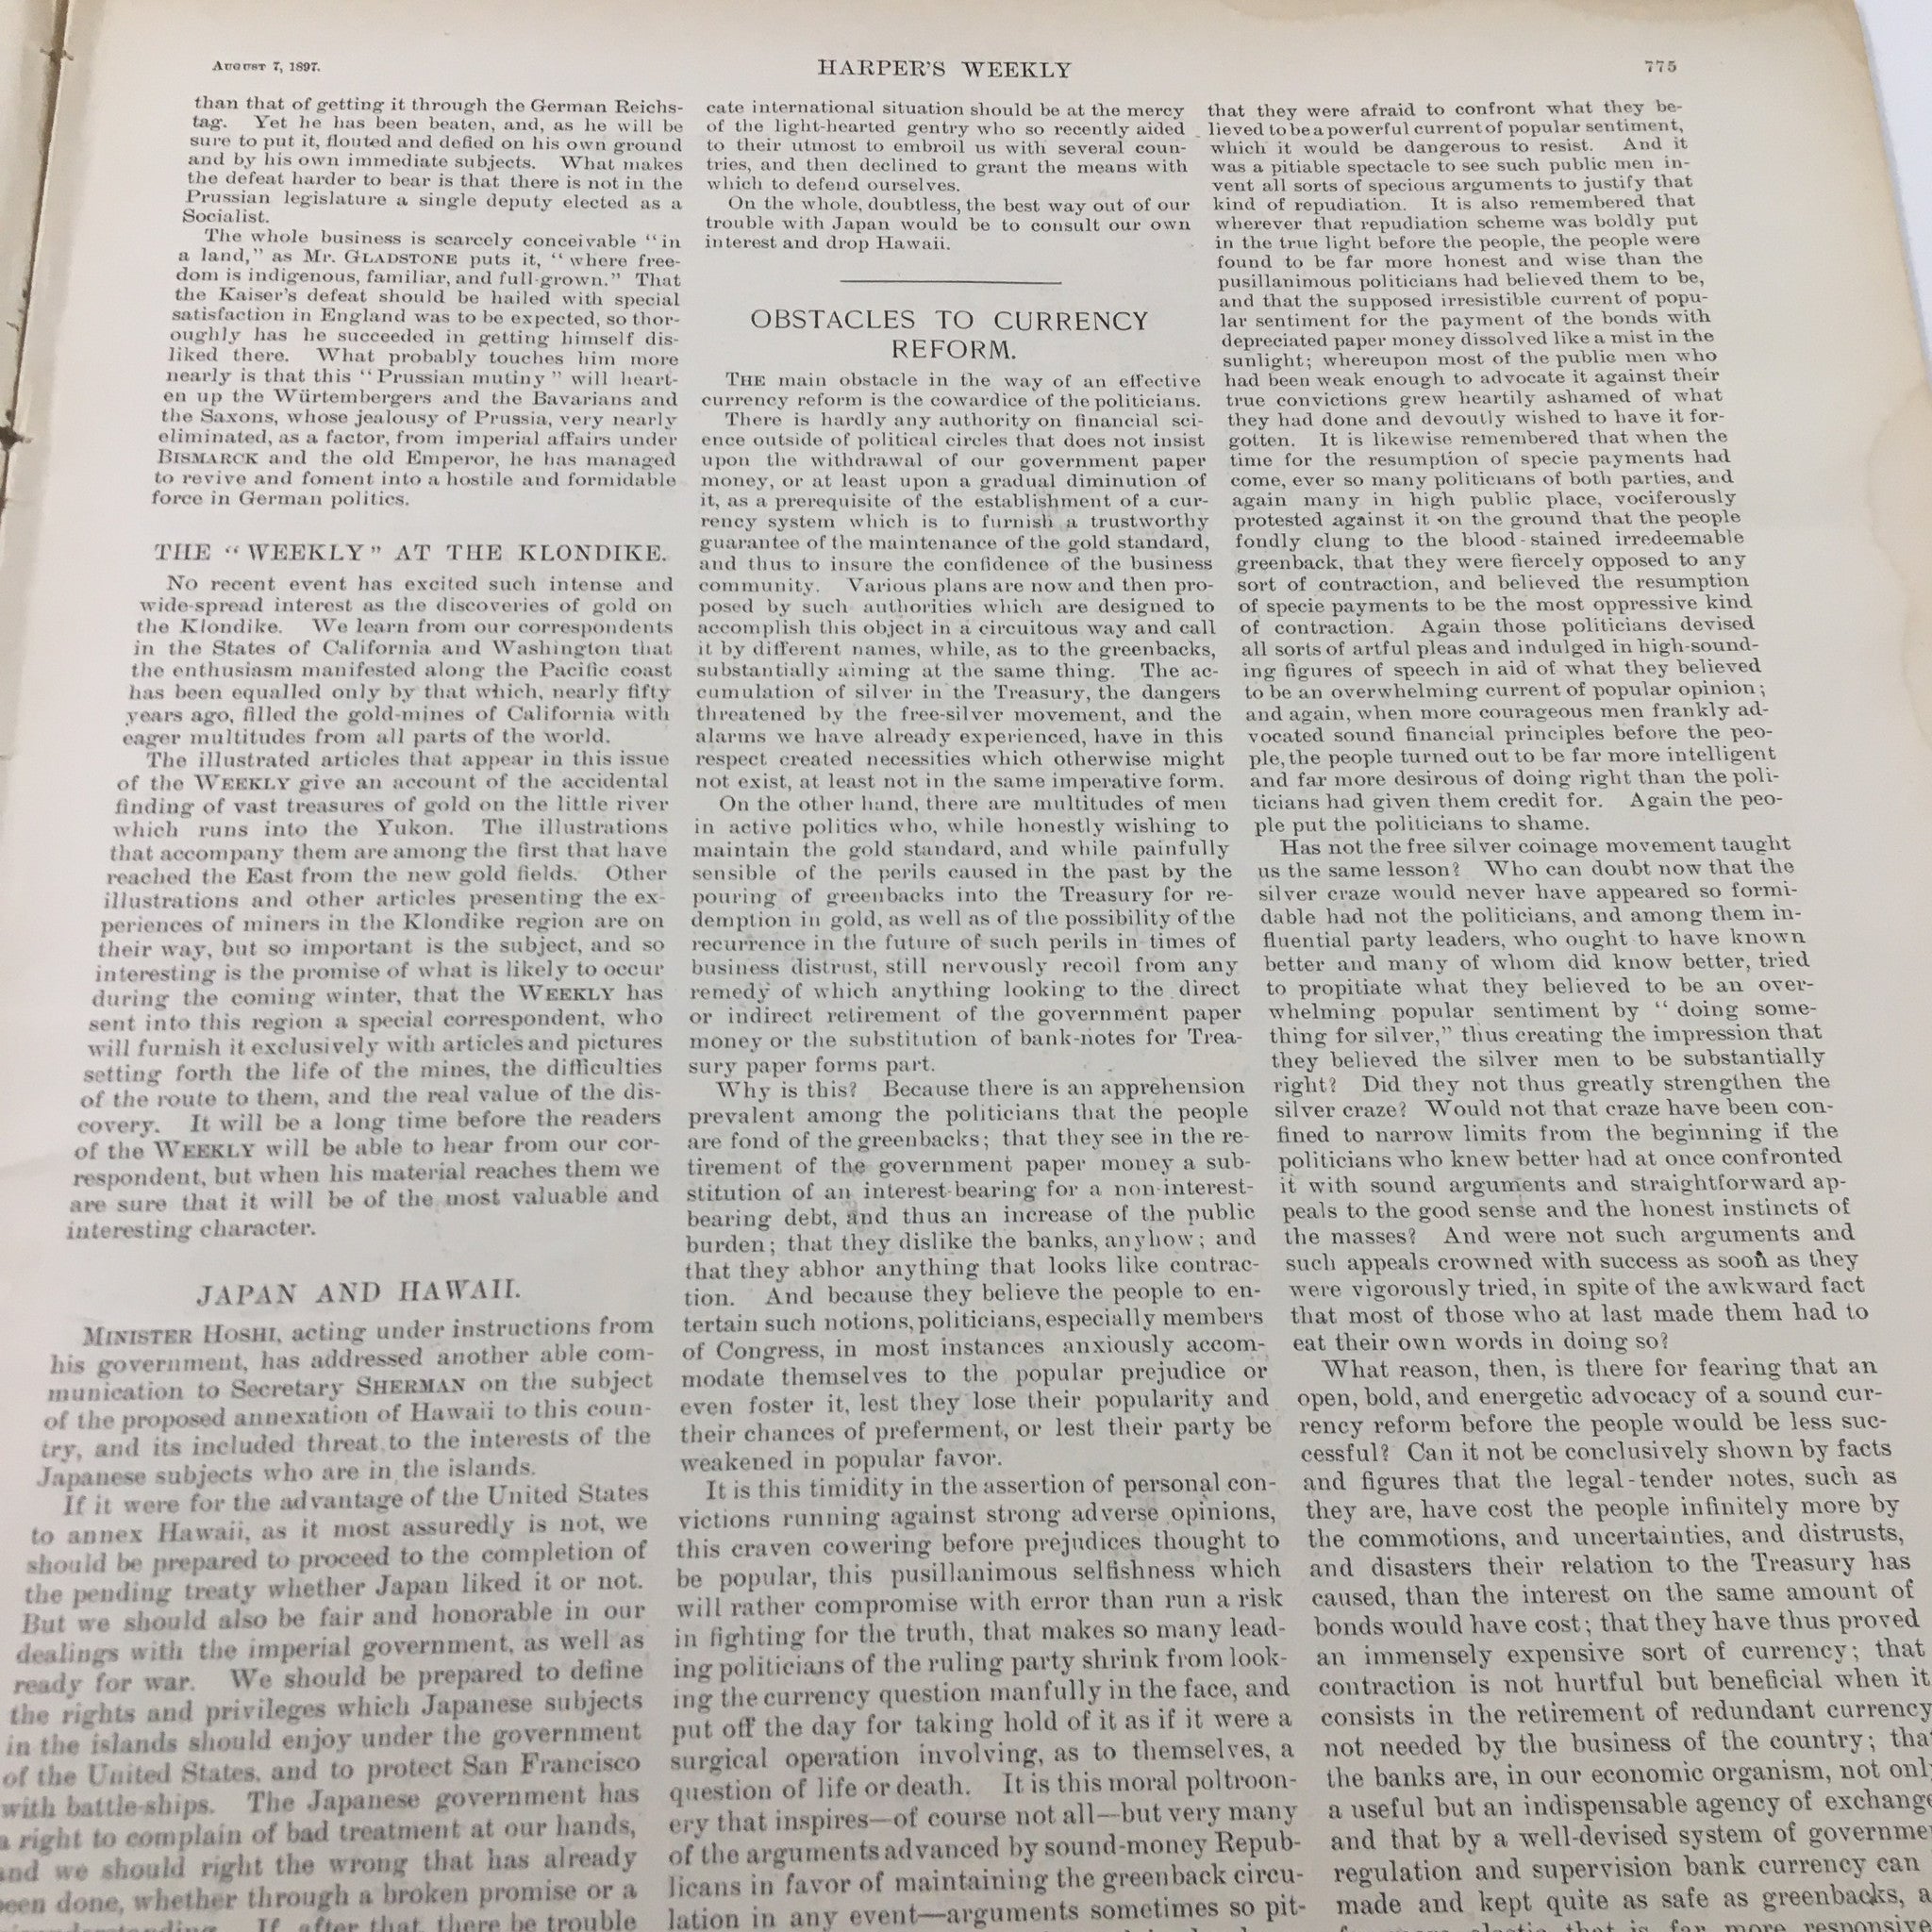 AUGUST 7, 1897.
HARPER'S WEEKLY
775
than that of getting it through the German Reichs-
tag. Yet he has been beaten, and, as he will be
sure to put it, flouted and defied on his own ground
and by his own immediate subjects. What makes
the defeat harder to bear is that there is not in the
Prussian legislature a single deputy elected as a
Socialist.
The whole business is scarcely conceivable "in
a land," as Mr. GLADSTONE puts it, "where free-
dom is indigenous, familiar, and full-grown." That
the Kaiser's defeat should be hailed with special
satisfaction in England was to be expected, so thor-
oughly has he succeeded in getting himself dis-
liked there. What probably touches him more
nearly is that this "Prussian mutiny" will heart-
en up the Würtembergers and the Bavarians and
the Saxons, whose jealousy of Prussia, very nearly
eliminated, as a factor, from imperial affairs under
BISMARCK and the old Emperor, he has managed
to revive and foment into a hostile and formidable
force in German politics.
THE "WEEKLY" AT THE KLONDIKE.
No recent event has excited such intense and
wide-spread interest as the discoveries of gold on
the Klondike. We learn from our correspondents
in the States of California and Washington that
the enthusiasm manifested along the Pacific coast
has been equalled only by that which, nearly fifty
years ago, filled the gold-mines of California with
eager multitudes from all parts of the world.
The illustrated articles that appear in this issue
of the WEEKLY give an account of the accidental
finding of vast treasures of gold on the little river
which runs into the Yukon. The illustrations
that accompany them are among the first that have
reached the East from the new gold fields. Other
illustrations and other articles presenting the ex-
periences of miners in the Klondike region are on
their way, but so important is the subject, and so
interesting is the promise of what is likely to occur
during the coming winter, that the WEEKLY has
sent into this region a special correspondent, who
will furnish it exclusively with articles and pictures
setting forth the life of the mines, the difficulties
of the route to them, and the real value of the dis-
covery. It will be a long time before the readers
of the WEEKLY will be able to hear from our cor-
respondent, but when his material reaches them we
are sure that it will be of the most valuable and
interesting character.
JAPAN AND HAWAII.
MINISTER HOSHI, acting under instructions from
his government, has addressed another able com-
munication to Secretary SHERMAN on the subject
of the proposed annexation of Hawaii to this coun-
try, and its included threat to the interests of the
Japanese subjects who are in the islands.
If it were for the advantage of the United States
to annex Hawaii, as it most assuredly is not, we
should be prepared to proceed to the completion of
the pending treaty whether Japan liked it or not.
But we should also be fair and honorable in our
dealings with the imperial government, as well as
ready for war. We should be prepared to define
the rights and privileges which Japanese subjects
in the islands should enjoy under the government
of the United States, and to protect San Francisco
with battle-ships. The Japanese government has
a right to complain of bad treatment at our hands,
and we should right the wrong that has already
been done, whether through a broken promise or a
If, after that, there be trouble
cate international situation should be at the mercy
of the light-hearted gentry who so recently aided
to their utmost to embroil us with several coun-
tries, and then declined to grant the means with
which to defend ourselves.
On the whole, doubtless, the best way out of our
trouble with Japan would be to consult our own
interest and drop Hawaii.
OBSTACLES TO CURRENCY
REFORM.
THE main obstacle in the way of an effective
currency reform is the cowardice of the politicians.
There is hardly any authority on financial sci-
ence outside of political circles that does not insist
upon the withdrawal of our government paper
money, or at least upon a gradual diminution of
it, as a prerequisite of the establishment of a cur-
rency system which is to furnish a trustworthy
guarantee of the maintenance of the gold standard,
and thus to insure the confidence of the business
community. Various plans are now and then pro-
posed by such authorities which are designed to
accomplish this object in a circuitous way and call
it by different names, while, as to the greenbacks,
substantially aiming at the same thing. The ac-
cumulation of silver in the Treasury, the dangers
threatened by the free-silver movement, and the
alarms we have already experienced, have in this
respect created necessities which otherwise might
not exist, at least not in the same imperative form.
On the other hand, there are multitudes of men
in active politics who, while honestly wishing to
maintain the gold standard, and while painfully
sensible of the perils caused in the past by the
pouring of greenbacks into the Treasury for re-
demption in gold, as well as of the possibility of the
recurrence in the future of such perils in times of
business distrust, still nervously recoil from any
remedy of which anything looking to the direct
or indirect retirement of the government paper
money or the substitution of bank-notes for Trea-
sury paper forms part.
Why is this? Because there is an apprehension
prevalent among the politicians that the people
are fond of the greenbacks; that they see in the re-
tirement of the government paper money a sub-
stitution of an interest-bearing for a non-interest-
bearing debt, and thus an increase of the public
burden; that they dislike the banks, anyhow; and
that they abhor anything that looks like contrac-
tion. And because they believe the people to en-
tertain such notions, politicians, especially members
of Congress, in most instances anxiously accom-
modate themselves to the popular prejudice or
even foster it, lest they lose their popularity and
their chances of preferment, or lest their party be
weakened in popular favor.
It is this timidity in the assertion of personal con-
victions running against strong adverse opinions,
this craven cowering before prejudices thought to
be popular, this pusillanimous selfishness which
will rather compromise with error than run a risk
in fighting for the truth, that makes so many lead-
ing politicians of the ruling party shrink from look-
ing the currency question manfully in the face, and
put off the day for taking hold of it as if it were a
surgical operation involving, as to themselves, a
question of life or death. It is this moral poltroon-
ery that inspires—of course not all—but very many
of the arguments advanced by sound-money Repub-
licans in favor of maintaining the greenback circu-
lation in any event—arguments sometimes so pit-
that they were afraid to confront what they be-
lieved to be a powerful current of popular sentiment,
which it would be dangerous to resist. And it
was a pitiable spectacle to see such public men in-
vent all sorts of specious arguments to justify that
kind of repudiation. It is also remembered that
wherever that repudiation scheme was boldly put
in the true light before the people, the people were
found to be far more honest and wise than the
pusillanimous politicians had believed them to be,
and that the supposed irresistible current of popu-
lar sentiment for the payment of the bonds with
depreciated paper money dissolved like a mist in the
sunlight; whereupon most of the public men who
had been weak enough to advocate it against their
true convictions grew heartily ashamed of what
they had done and devoutly wished to have it for-
gotten. It is likewise remembered that when the
time for the resumption of specie payments had
come, ever so many politicians of both parties, and
again many in high public place, vociferously
protested against it on the ground that the people
fondly clung to the blood-stained irredeemable
greenback, that they were fiercely opposed to any
sort of contraction, and believed the resumption
of specie payments to be the most oppressive kind
of contraction. Again those politicians devised
all sorts of artful pleas and indulged in high-sound-
ing figures of speech in aid of what they believed
to be an overwhelming current of popular opinion;
and again, when more courageous men frankly ad-
vocated sound financial principles before the peo-
ple, the people turned out to be far more intelligent
and far more desirous of doing right than the poli-
ticians had given them credit for. Again the peo-
ple put the politicians to shame.
Has not the free silver coinage movement taught
us the same lesson? Who can doubt now that the
silver craze would never have appeared so formi-
dable had not the politicians, and among them in-
fluential party leaders, who ought to have known
better and many of whom did know better, tried
to propitiate what they believed to be an over-
whelming popular sentiment by "doing some-
thing for silver," thus creating the impression that
they believed the silver men to be substantially
right? Did they not thus greatly strengthen the
silver craze? Would not that craze have been con-
fined to narrow limits from the beginning if the
politicians who knew better had at once confronted
it with sound arguments and straightforward ap-
peals to the good sense and the honest instincts of
the masses? And were not such arguments and
such appeals crowned with success as soon as they
were vigorously tried, in spite of the awkward fact
that most of those who at last made them had to
eat their own words in doing so?
What reason, then, is there for fearing that an
open, bold, and energetic advocacy of a sound cur-
rency reform before the people would be less suc-
cessful? Can it not be conclusively shown by facts
and figures that the legal-tender notes, such as
they are, have cost the people infinitely more by
the commotions, and uncertainties, and distrusts,
and disasters their relation to the Treasury has
caused, than the interest on the same amount of
bonds would have cost; that they have thus proved
an immensely expensive sort of currency; that
contraction is not hurtful but beneficial when it
consists in the retirement of redundant currency
not needed by the business of the country; tha
the banks are, in our economic organism, not onl
a useful but an indispensable agency of exchange
and that by a well-devised system of governme
regulation and supervision bank currency can
made and kept quite as safe as greenbacks, a
that is far more responsive